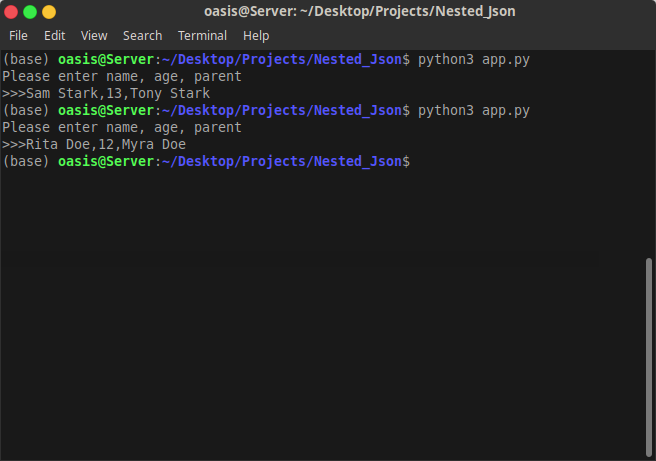 oasis@Server: ~/Desktop/Projects/Nested_Json
File Edit View Search Terminal Help
(base) oasis@Server:~/Desktop/Projects/Nested_Json$ python3 app.py
Please enter name, age, parent
>>>Sam Stark,13,Tony Stark
(base) oasis@Server:~/Desktop/Projects/Nested_Json$ python3 app.py
Please enter name, age, parent
>>>Rita Doe,12,Myra Doe
(base) oasis@Server:~/Desktop/Projects/Nested_Json$